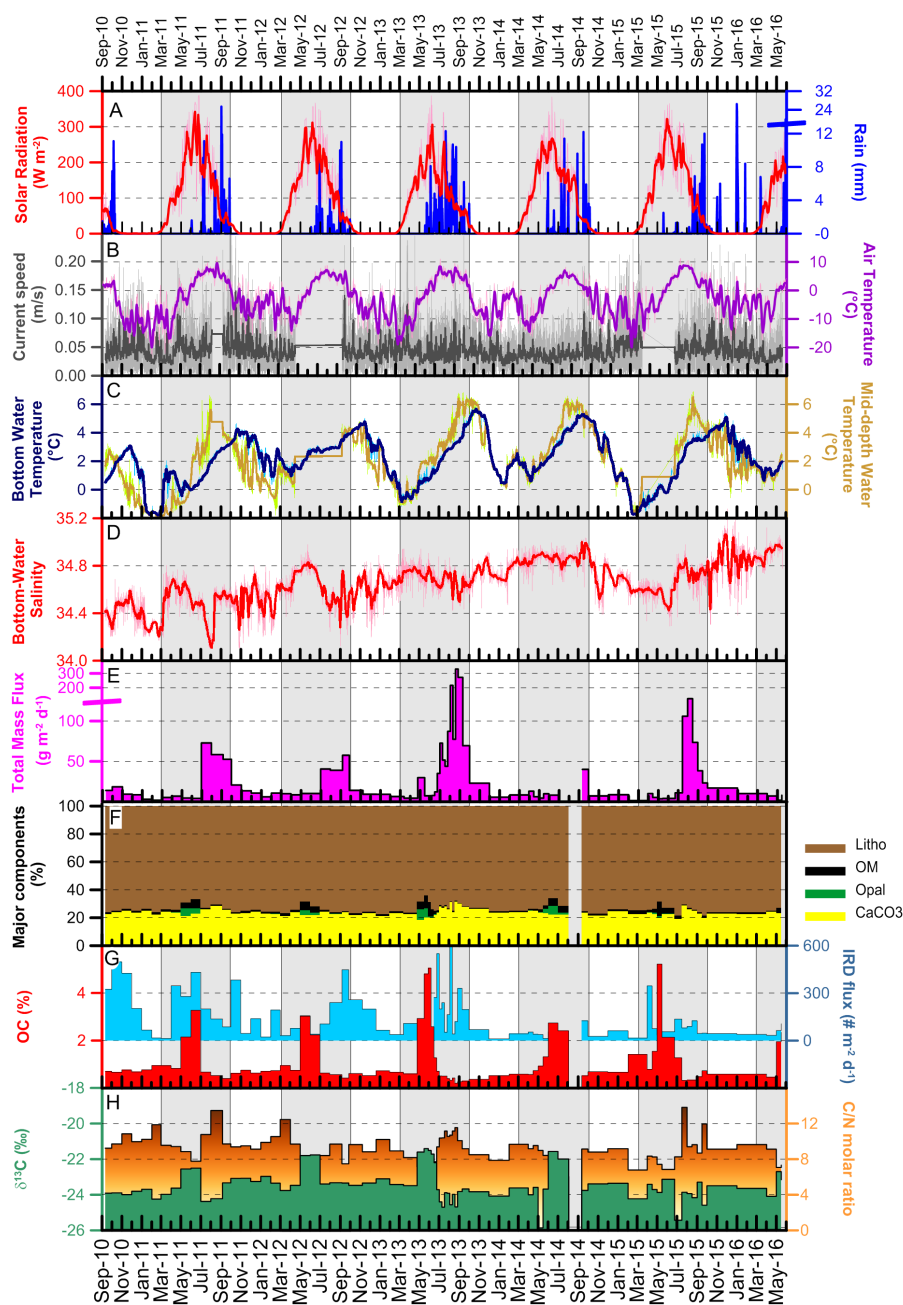 Sep-10 Nov-10 Jan-11 Mar-11 May-11 Jul-11 Sep-11 Nov-11 Jan-12 Mar-12 May-12 Jul-12 Sep-12 Nov-12 Jan-13 Mar-13 May-13 Jul-13 Sep-13 Nov-13 Jan-14 Mar-14 May-14 Jul-14 Sep-14 Nov-14 Jan-15 Mar-15 May-15 Jul-15 Sep-15 Nov-15 Jan-16 Mar-16 May-16
A
Solar Radiation
(W m-2)
400
300
200
100
0
32
24
12
8
4
-0
Rain (mm)
B
Current speed
(m/s)
0.20
0.15
0.10
0.05
0.00
10
0
-10
-20
Air Temperature
(°C)
C
Bottom Water
Temperature
(°C)
6
4
2
0
6
4
2
0
Mid-depth Water
Temperature
(°C)
D
Bottom-Water
Salinity
35.2
34.8
34.4
34.0
E
Total Mass Flux
(g m-2 d-1)
300
200
100
50
F
Major components
(%)
100
80
60
40
20
0
Litho
OM
Opal
CaCO3
G
OC (%)
4
2
600
300
0
IRD flux (# m-2 d-1)
H
δ13C (‰)
-18
-20
-22
-24
-26
12
8
4
0
C/N molar ratio
Sep-10 Nov-10 Jan-11 Mar-11 May-11 Jul-11 Sep-11 Nov-11 Jan-12 Mar-12 May-12 Jul-12 Sep-12 Nov-12 Jan-13 Mar-13 May-13 Jul-13 Sep-13 Nov-13 Jan-14 Mar-14 May-14 Jul-14 Sep-14 Nov-14 Jan-15 Mar-15 May-15 Jul-15 Sep-15 Nov-15 Jan-16 Mar-16 May-16